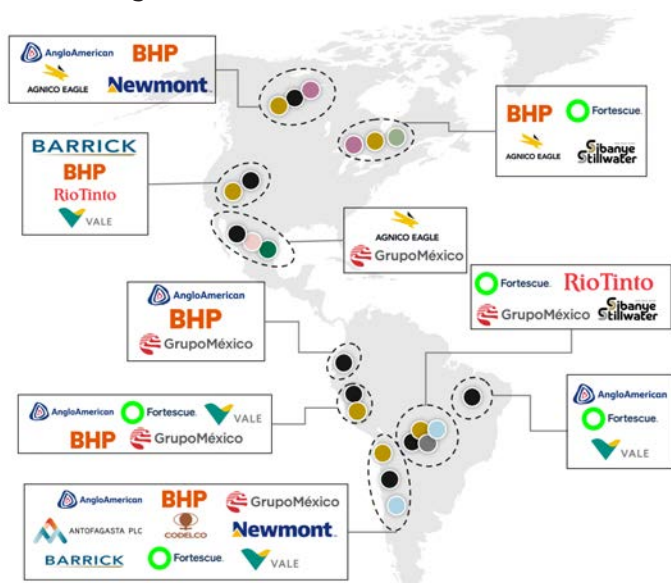 AngloAmerican BHP
AGNICO EAGLE Newmont™
BHP Fortescue.
AGNICO EAGLE Sibanye Stillwater
BARRICK
BHP
RioTinto
VALE
AGNICO EAGLE
GrupoMéxico
Fortescue. RioTinto
GrupoMéxico Sibanye Stillwater
AngloAmerican
BHP
GrupoMéxico
AngloAmerican
Fortescue.
VALE
AngloAmerican Fortescue. VALE
BHP GrupoMéxico
AngloAmerican BHP GrupoMéxico
ANTOFAGASTA PLC CODELCO Newmont™
BARRICK Fortescue. VALE